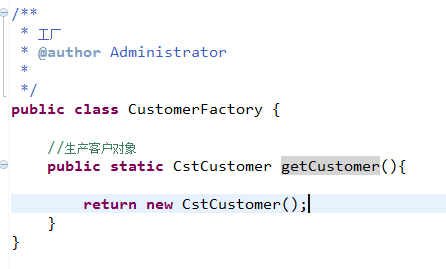 /**
 * 工厂
 * @author Administrator
 *
 */
public class CustomerFactory {
//生产客户对象
public static CstCustomer getCustomer(){
return new CstCustomer();
}
}